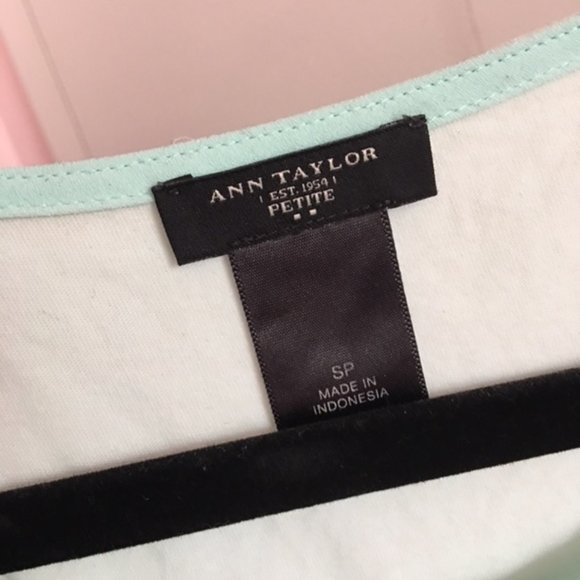 ANN TAYLOR
EST. 1954
PETITE
SP
MADE IN
INDONESIA